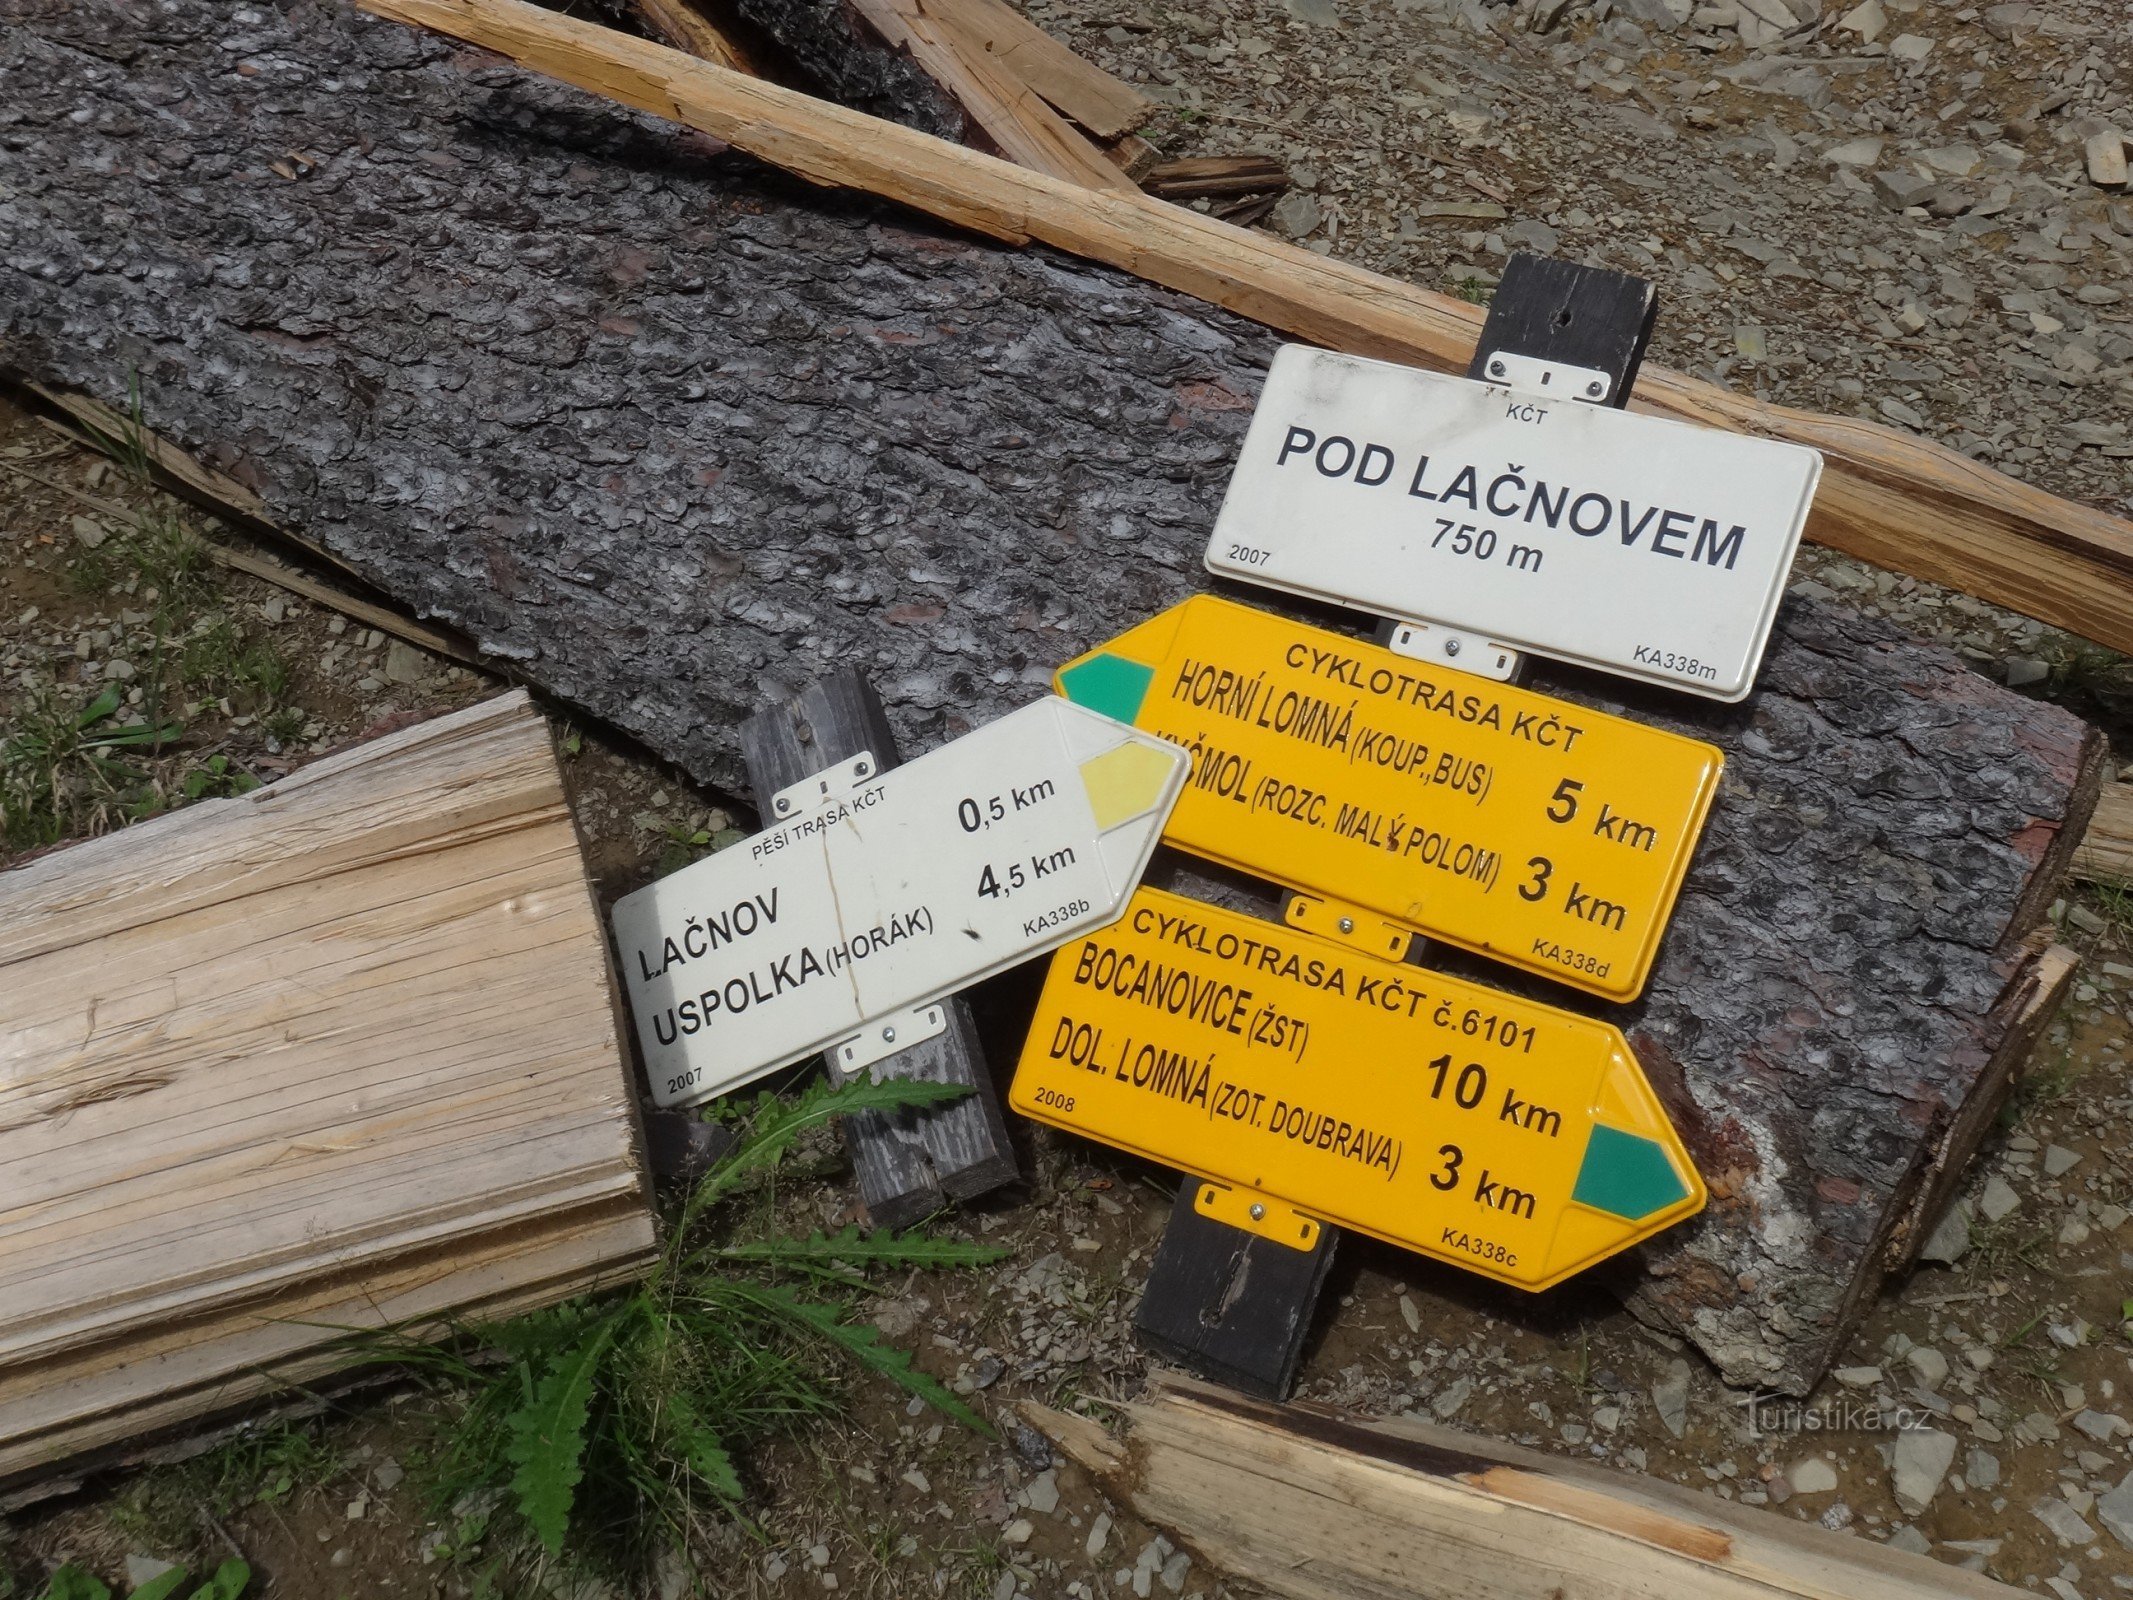 KČT
POD LAČNOVEM
750 m
2007
KA338m
CYKLOTRASA KČT
HORNÍ LOMNÁ (KOUP., BUS) 5 km
KYČMOL (ROZC. MALÝ POLOM) 3 km
KA338d
PĚŠÍ TRASA KČT
LAČNOV 0,5 km
USPOLKA (HORÁK) 4,5 km
2007
KA338b
CYKLOTRASA KČT č.6101
BOCANOVICE (ŽST) 10 km
DOL. LOMNÁ (ZOT. DOUBRAVA) 3 km
2008
KA338c
Turistika.cz